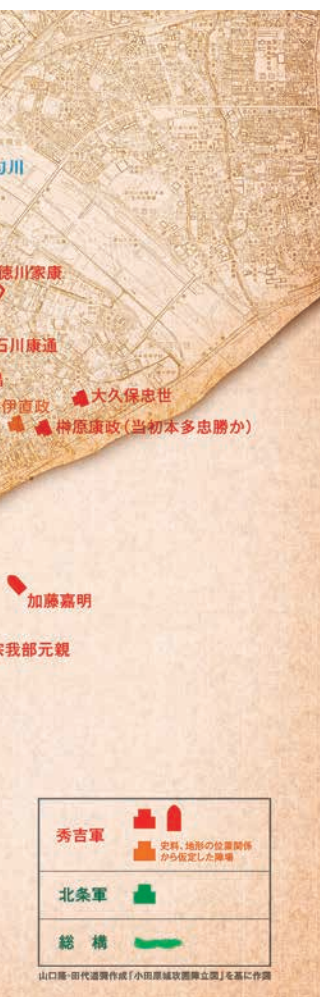 川
徳川家康
石川康通
伊直政
大久保忠世
榊原康政(当初本多忠勝か)
加藤嘉明
我部元親
秀吉軍
史料、地形の位置関係
から仮定した陣場
北条軍
総 構
山口隆・田代道彌作成「小田原城攻囲陣立図」を基に作図